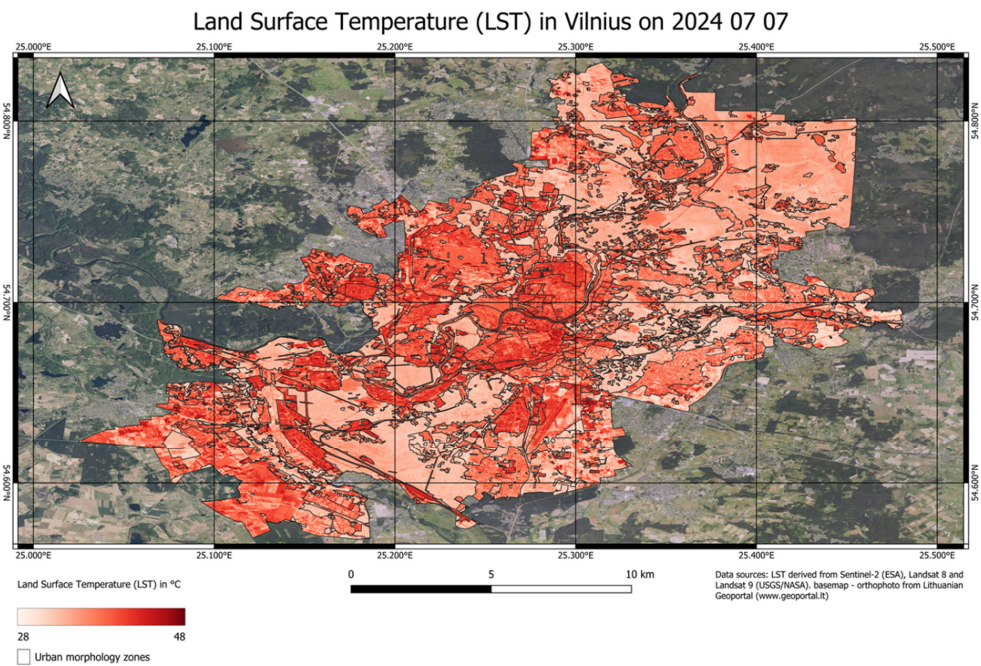 Land Surface Temperature (LST) in Vilnius on 2024 07 07
25.000°E 25.100°E 25.200°E 25.300°E 25.400°E 25.500°E
54.800°N 54.800°N
54.700°N 54.700°N
54.600°N 54.600°N
25.000°E 25.100°E 25.200°E 25.300°E 25.400°E 25.500°E
Land Surface Temperature (LST) in °C
28 48
Urban morphology zones
0 5 10 km
Data sources: LST derived from Sentinel-2 (ESA), Landsat 8 and
Landsat 9 (USGS/NASA). basemap - orthophoto from Lithuanian
Geoportal (www.geoportal.lt)